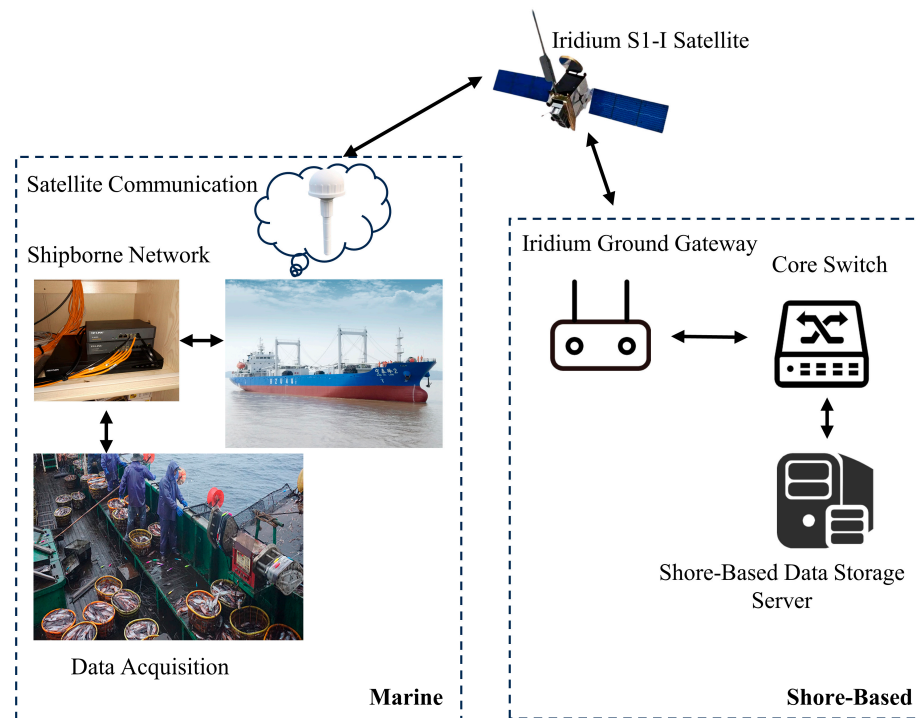 Iridium S1-I Satellite
Satellite Communication
Shipborne Network
Data Acquisition
Marine
Iridium Ground Gateway
Core Switch
Shore-Based Data Storage
Server
Shore-Based